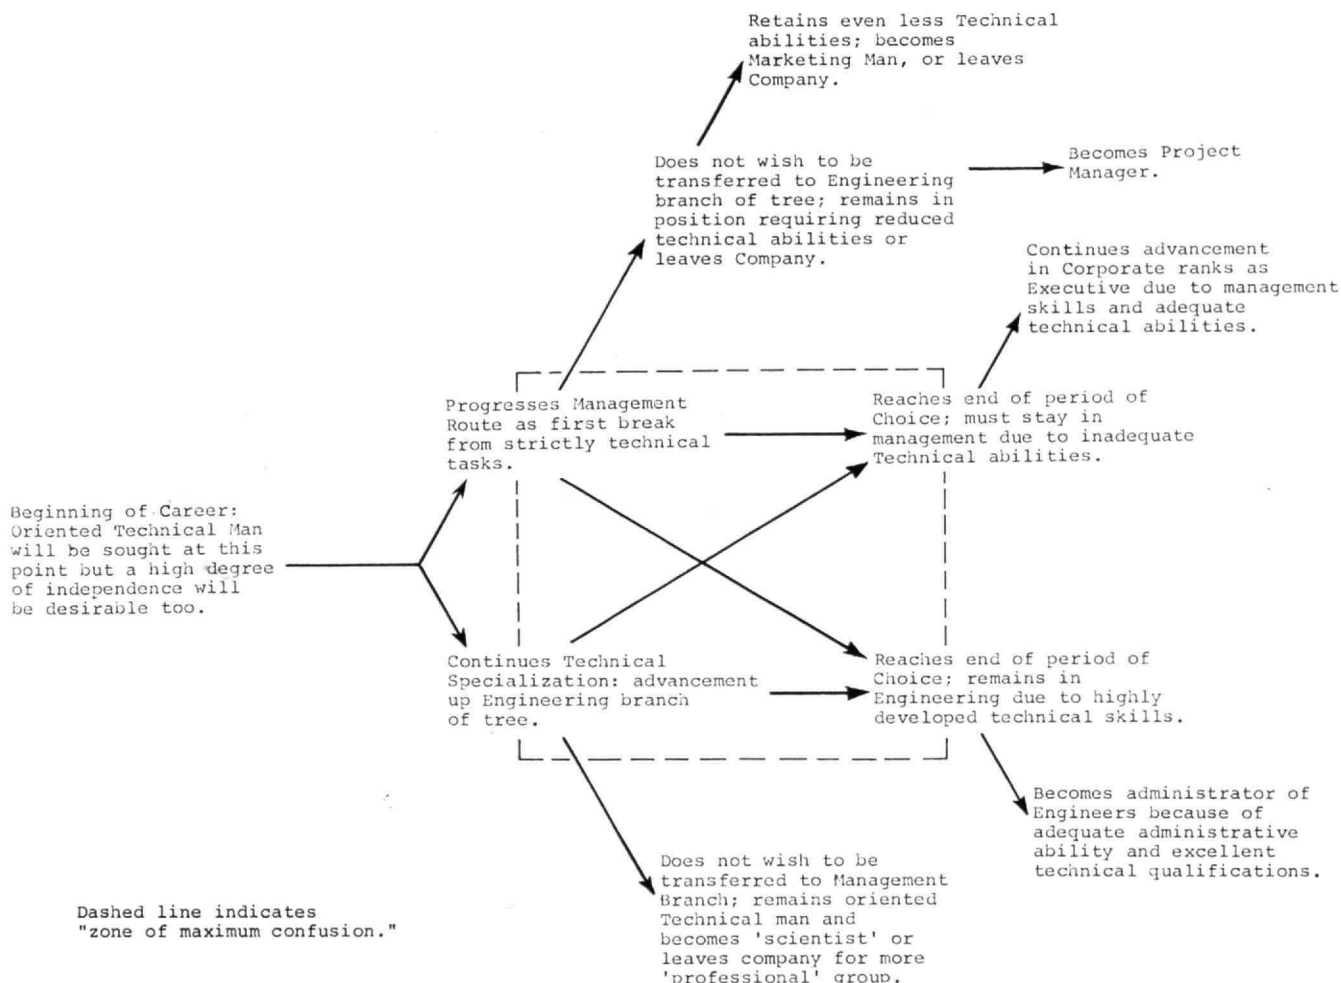 Retains even less Technical
abilities; becomes
Marketing Man, or leaves
Company.
Does not wish to be
transferred to Engineering
branch of tree; remains in
position requiring reduced
technical abilities or
leaves Company.
Becomes Project
Manager.
Continues advancement
in Corporate ranks as
Executive due to management
skills and adequate
technical abilities.
Progresses Management
Route as first break
from strictly technical
tasks.
Reaches end of period of
Choice; must stay in
management due to inadequate
Technical abilities.
Beginning of Career:
Oriented Technical Man
will be sought at this
point but a high degree
of independence will
be desirable too.
Continues Technical
Specialization: advancement
up Engineering branch
of tree.
Reaches end of period of
Choice; remains in
Engineering due to highly
developed technical skills.
Becomes administrator of
Engineers because of
adequate administrative
ability and excellent
technical qualifications.
Does not wish to be
transferred to Management
Branch; remains oriented
Technical man and
becomes 'scientist' or
leaves company for more
'professional' group.
Dashed line indicates
"zone of maximum confusion."